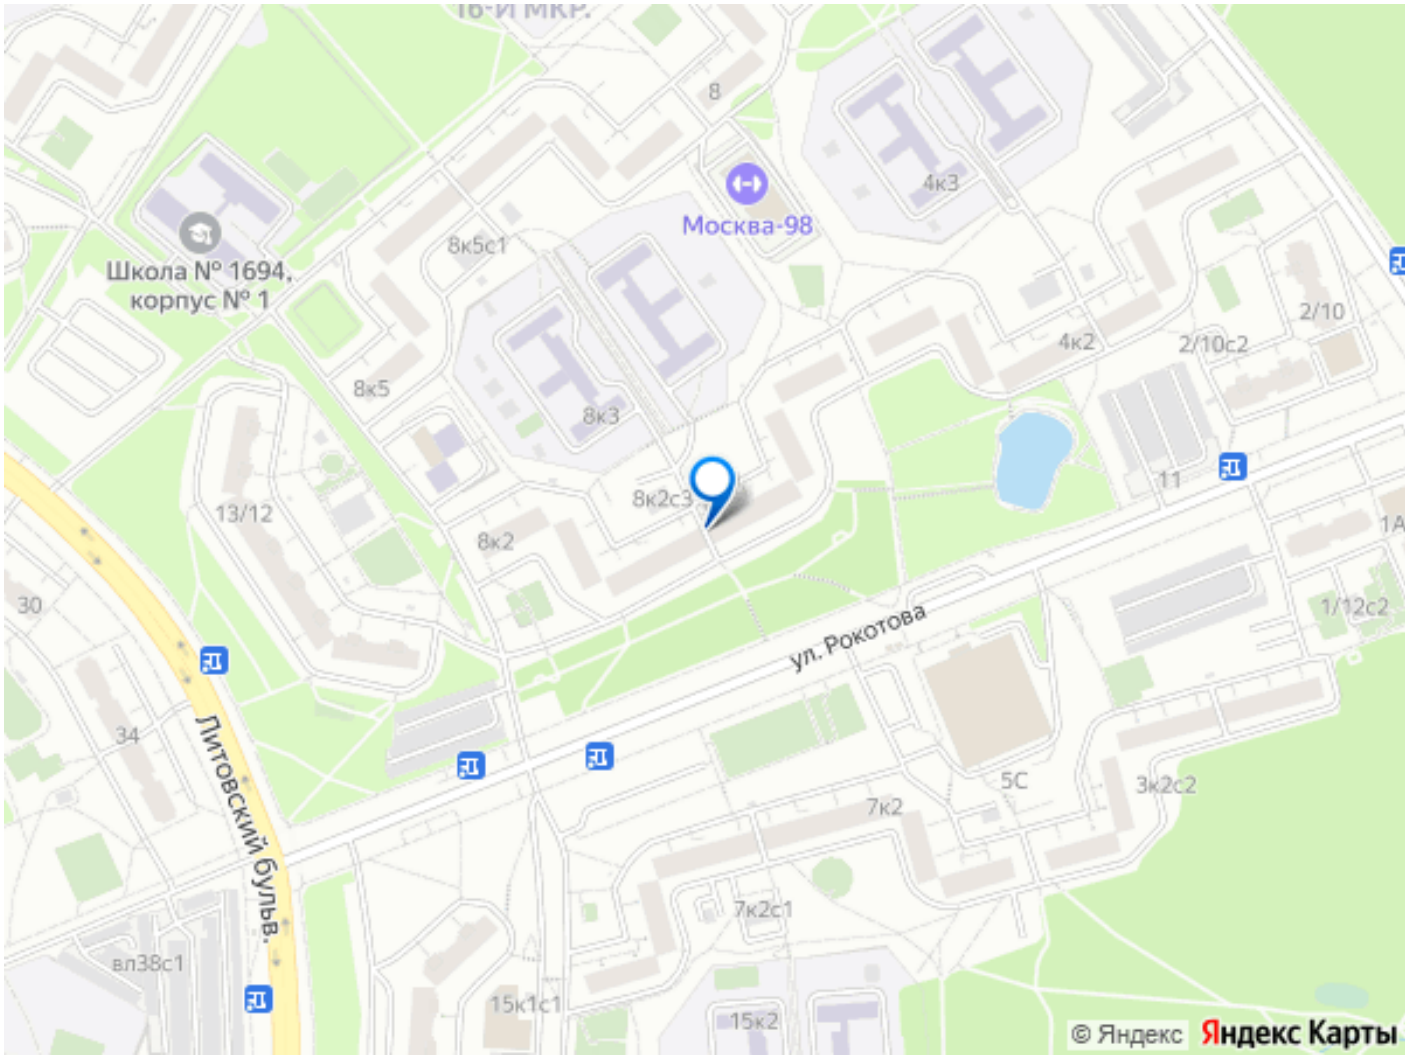 16-Й МКР.
8
4к3
Москва-98
8к5с1
Школа № 1694,
корпус № 1
2/10
4к2
2/10с2
8к5
8к3
11
8к2с3
13/12
8к2
1А
30
1/12с2
ул. Рокотова
34
Литовский бульв.
5С
3к2с2
7к2
7к2с1
вл38с1
15к1с1
15к2
© Яндекс Яндекс Карты